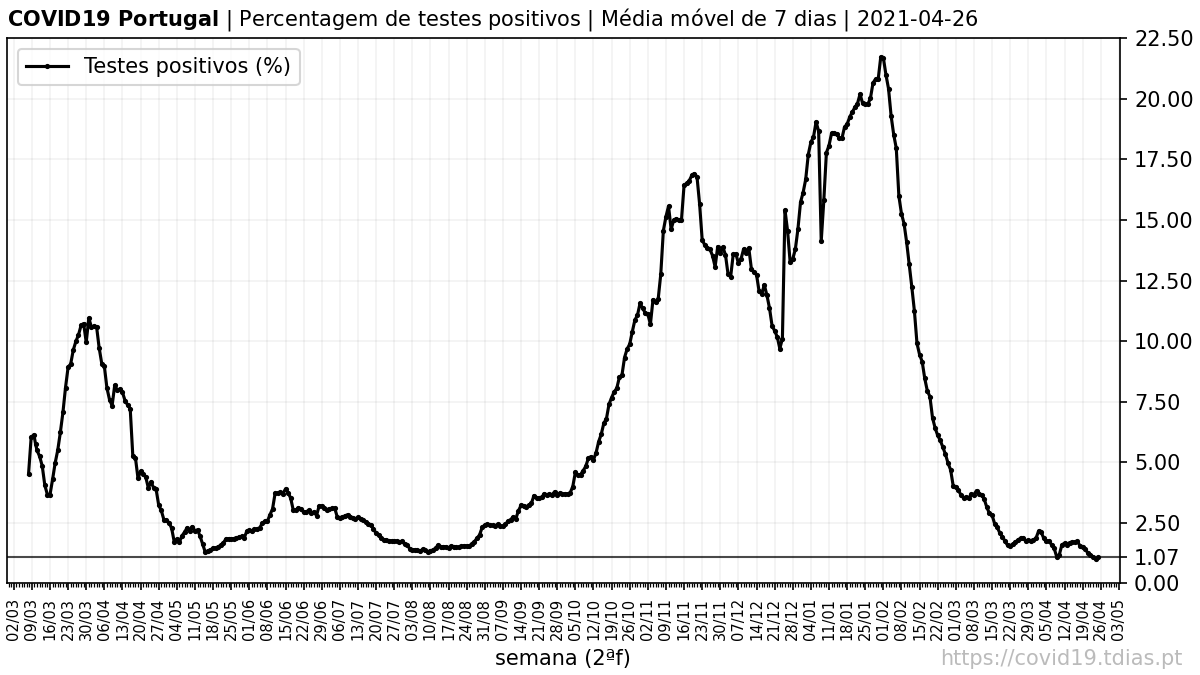 COVID19 Portugal | Percentagem de testes positivos | Média móvel de 7 dias | 2021-04-26
Testes positivos (%)
22.50
20.00
17.50
15.00
12.50
10.00
7.50
5.00
2.50
1.07
0.00
02/03 09/03 16/03 23/03 30/03 06/04 13/04 20/04 27/04 04/05 11/05 18/05 25/05 01/06 08/06 15/06 22/06 29/06 06/07 13/07 20/07 27/07 03/08 10/08 17/08 24/08 31/08 07/09 14/09 21/09 28/09 05/10 12/10 19/10 26/10 02/11 09/11 16/11 23/11 30/11 07/12 14/12 21/12 28/12 04/01 11/01 18/01 25/01 01/02 08/02 15/02 22/02 01/03 08/03 15/03 22/03 29/03 05/04 12/04 19/04 26/04 03/05
semana (2ªf)
https://covid19.tdias.pt